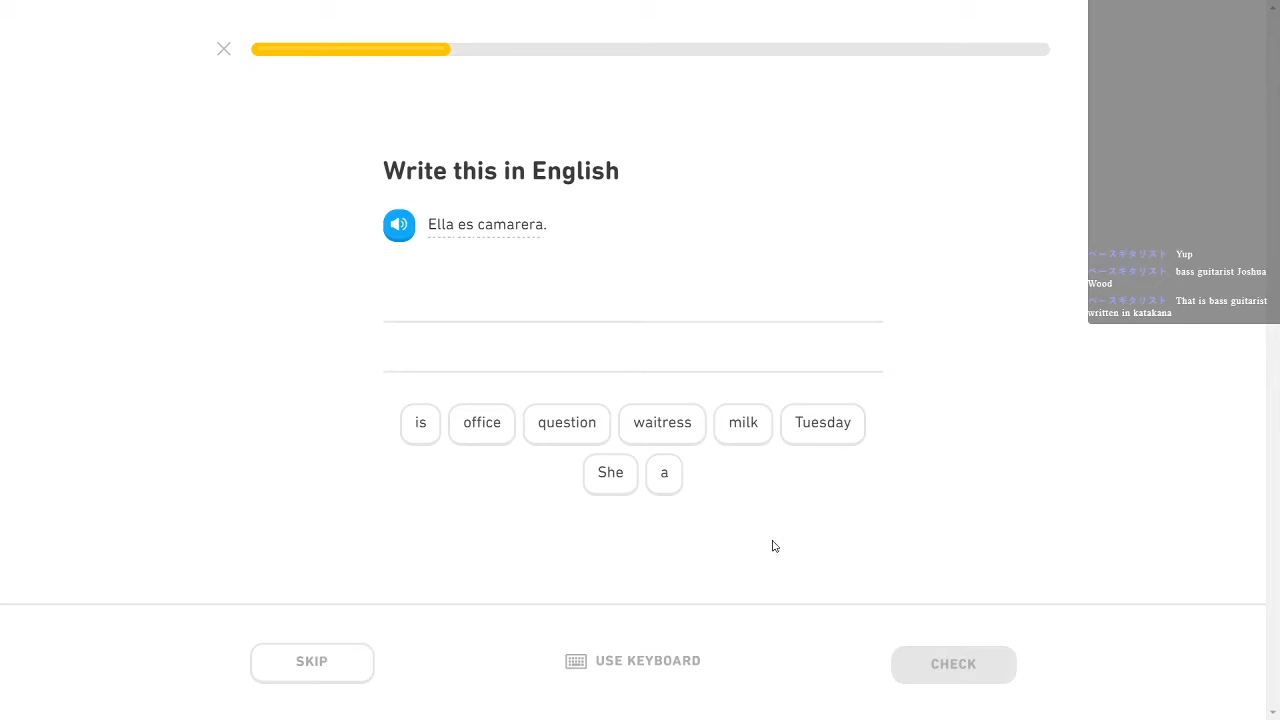 Write this in English
Ella es camarera.
is office question waitress milk Tuesday
She a
SKIP
USE KEYBOARD
CHECK
ベースギタリスト Yup
ベースギタリスト bass guitarist Joshua
Wood
ベースギタリスト That is bass guitarist
written in katakana